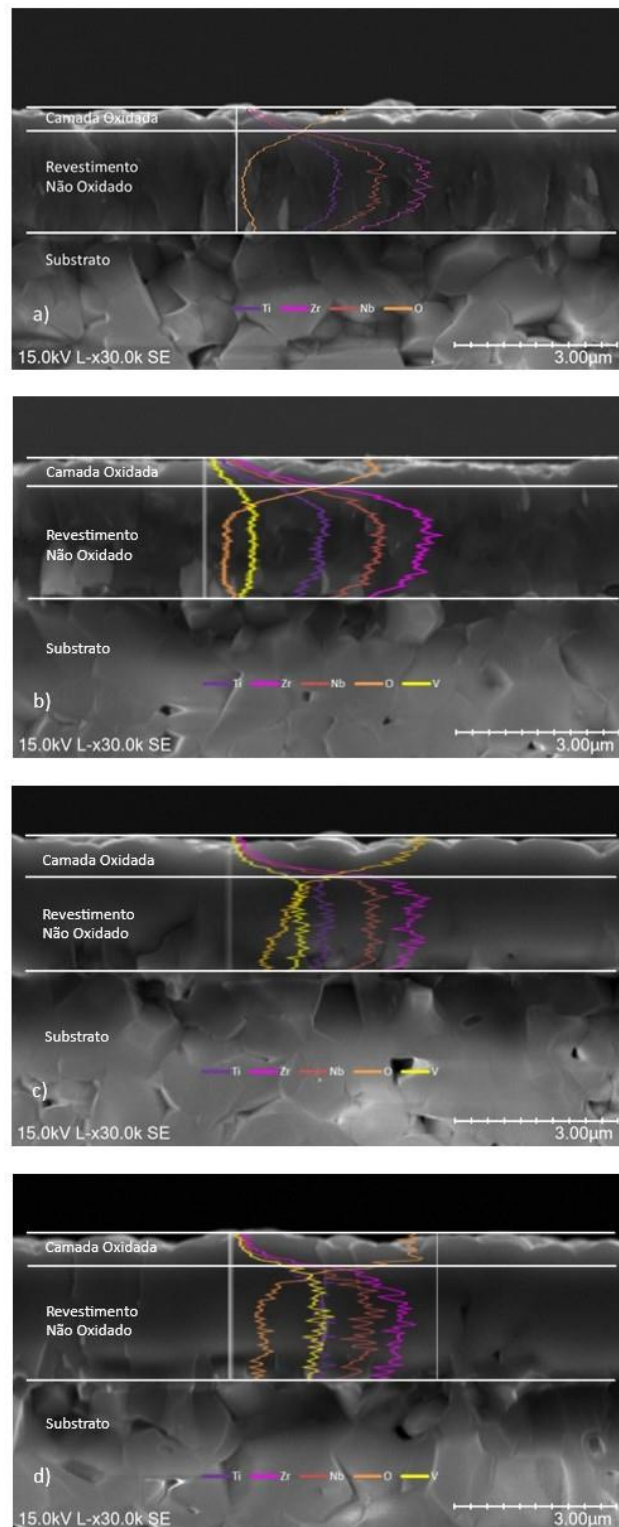 Camada Oxidada
Revestimento
Não Oxidado
Substrato
Ti Zr Nb O
a)
15.0kV L-x30.0k SE 3.00µm
Camada Oxidada
Revestimento
Não Oxidado
Substrato
Ti Zr Nb O V
b)
15.0kV L-x30.0k SE 3.00µm
Camada Oxidada
Revestimento
Não Oxidado
Substrato
Ti Zr Nb O V
c)
15.0kV L-x30.0k SE 3.00µm
Camada Oxidada
Revestimento
Não Oxidado
Substrato
Ti Zr Nb O V
d)
15.0kV L-x30.0k SE 3.00µm